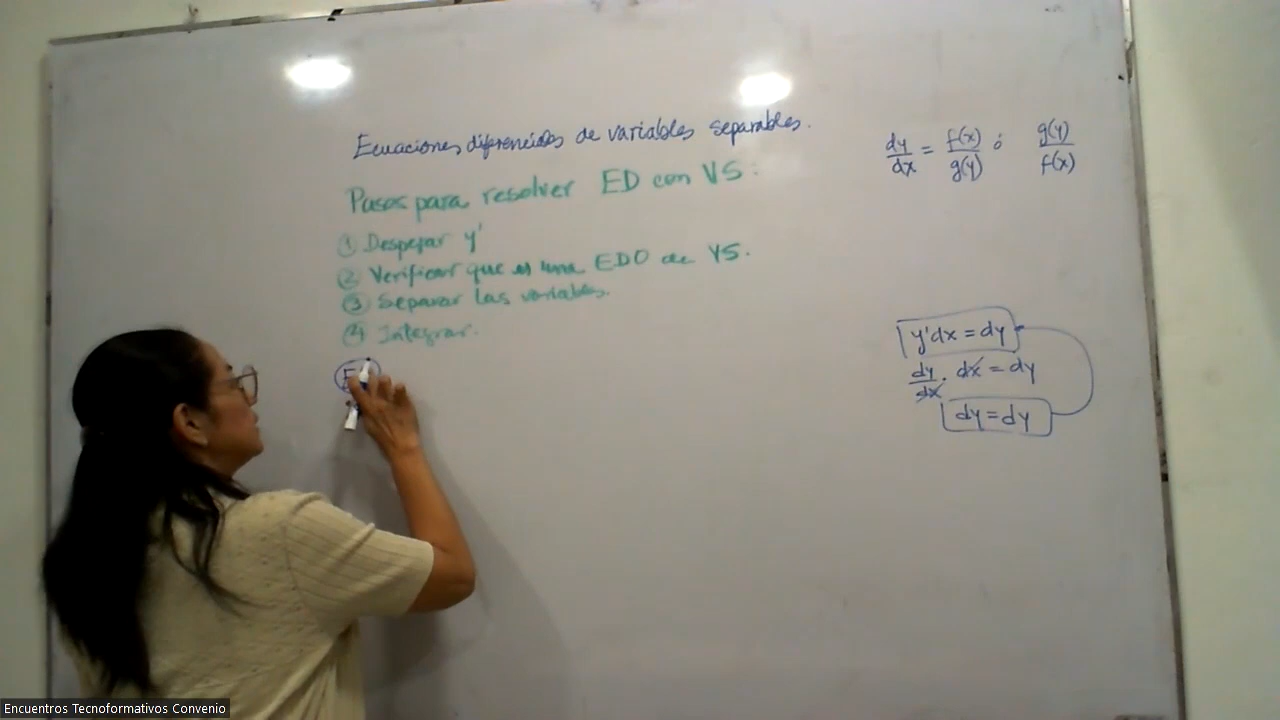 Ecuaciones diferenciales de variables separables.
dy/dx = f(x)/g(y) ó g(y)/f(x)
Pasos para resolver ED con VS:
① Despejar y'
② Verificar que es una EDO de VS.
③ Separar las variables.
④ Integrar.
y'dx = dy
dy/dx · dx = dy
dy = dy
Encuentros Tecnoformativos Convenio